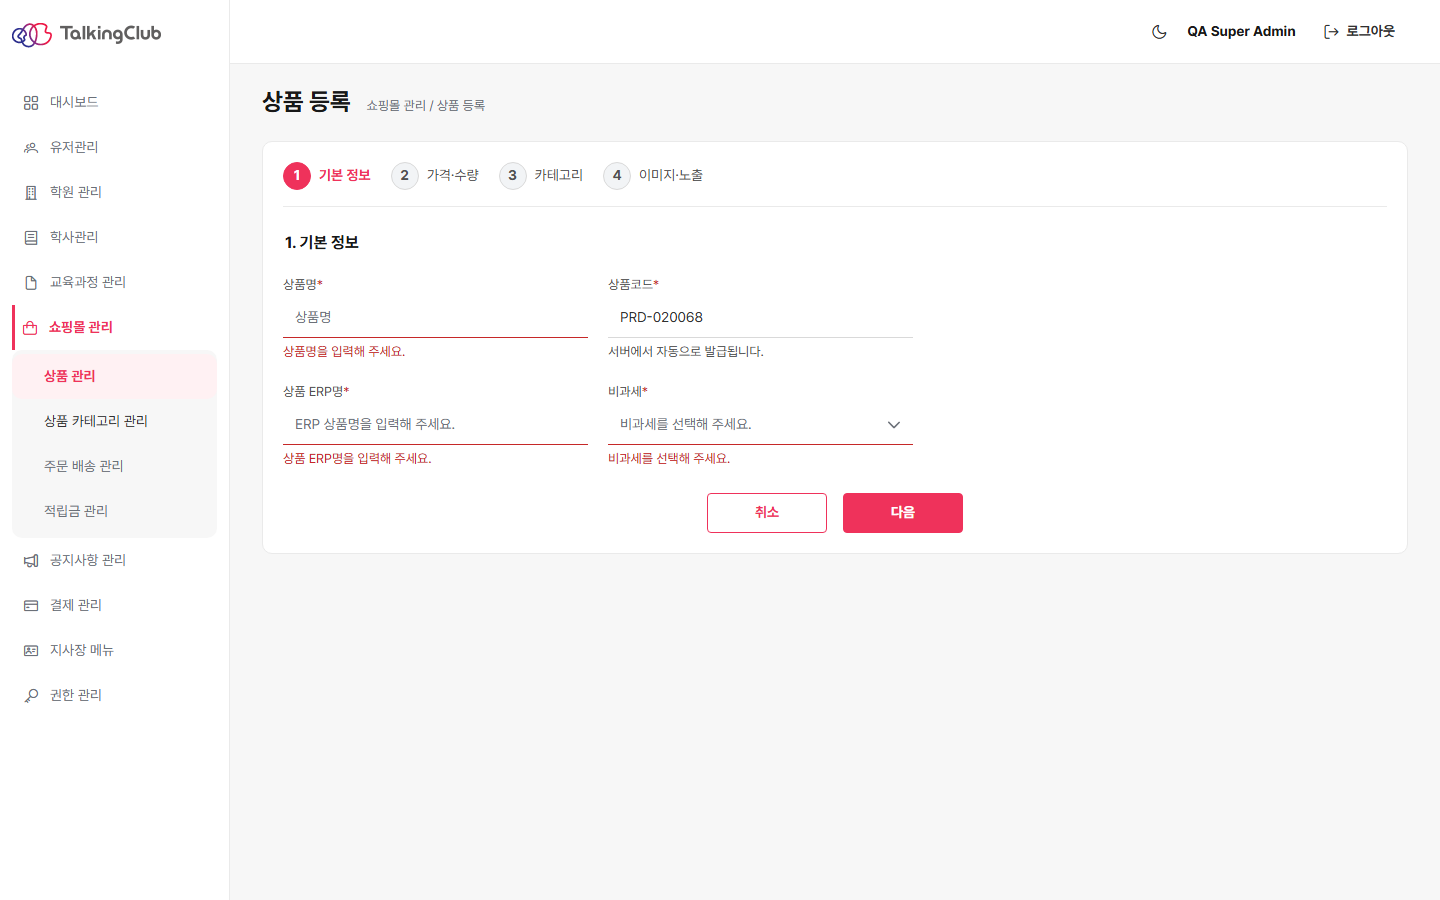 TalkingClub
QA Super Admin
로그아웃
대시보드
유저관리
학원 관리
학사관리
교육과정 관리
쇼핑몰 관리
상품 관리
상품 카테고리 관리
주문 배송 관리
적립금 관리
공지사항 관리
결제 관리
지사장 메뉴
권한 관리
상품 등록
쇼핑몰 관리 / 상품 등록
1 기본 정보 2 가격·수량 3 카테고리 4 이미지·노출
1. 기본 정보
상품명* 상품코드*
상품명 PRD-020068
상품명을 입력해 주세요. 서버에서 자동으로 발급됩니다.
상품 ERP명* 비과세*
ERP 상품명을 입력해 주세요. 비과세를 선택해 주세요.
상품 ERP명을 입력해 주세요. 비과세를 선택해 주세요.
취소 다음